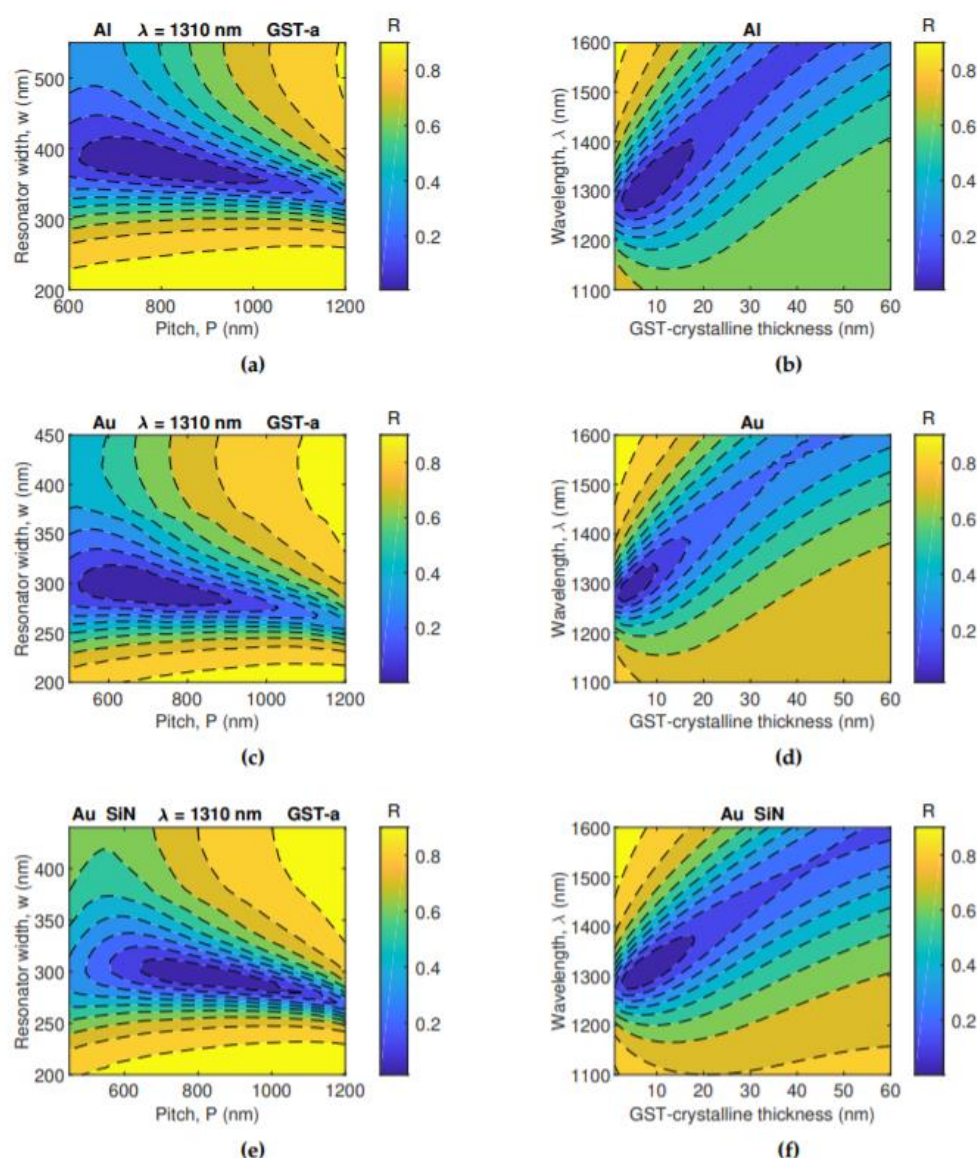 Al λ = 1310 nm GST-a R
Resonator width, w (nm)
500
400
300
200
600 800 1000 1200
Pitch, P (nm)
0.8
0.6
0.4
0.2
(a)
Al R
Wavelength, λ (nm)
1600
1500
1400
1300
1200
1100
10 20 30 40 50 60
GST-crystalline thickness (nm)
0.8
0.6
0.4
0.2
(b)
Au λ = 1310 nm GST-a R
Resonator width, w (nm)
450
400
350
300
250
200
600 800 1000 1200
Pitch, P (nm)
0.8
0.6
0.4
0.2
(c)
Au R
Wavelength, λ (nm)
1600
1500
1400
1300
1200
1100
10 20 30 40 50 60
GST-crystalline thickness (nm)
0.8
0.6
0.4
0.2
(d)
Au SiN λ = 1310 nm GST-a R
Resonator width, w (nm)
400
350
300
250
200
600 800 1000 1200
Pitch, P (nm)
0.8
0.6
0.4
0.2
(e)
Au SiN R
Wavelength, λ (nm)
1600
1500
1400
1300
1200
1100
10 20 30 40 50 60
GST-crystalline thickness (nm)
0.8
0.6
0.4
0.2
(f)